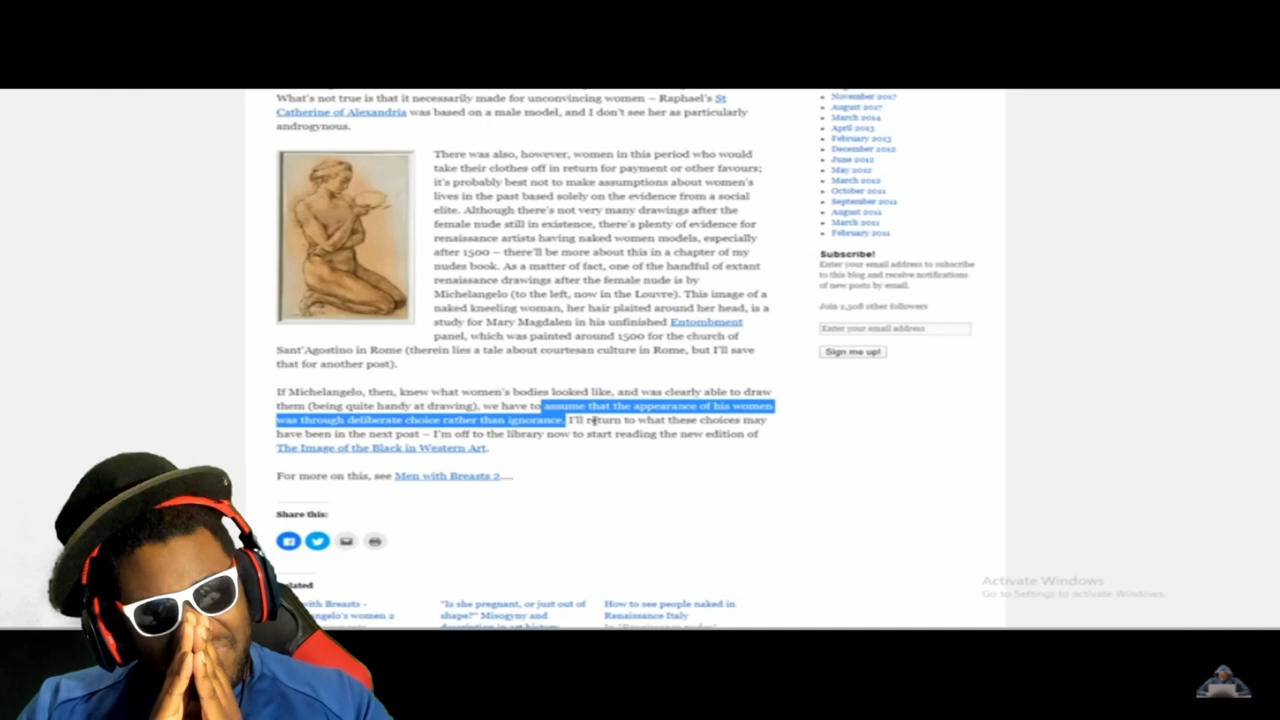 What's not true is that it necessarily made for unconvincing women – Raphael's St
Catherine of Alexandria was based on a male model, and I don't see her as particularly
androgynous.
There was also, however, women in this period who would
take their clothes off in return for payment or other favours;
it's probably best not to make assumptions about women's
lives in the past based solely on the evidence from a social
elite. Although there's not very many drawings after the
female nude still in existence, there's plenty of evidence for
renaissance artists having naked women models, especially
after 1500 – there'll be more about this in a chapter of my
nudes book. As a matter of fact, one of the handful of extant
renaissance drawings after the female nude is by
Michelangelo (to the left, now in the Louvre). This image of a
naked kneeling woman, her hair plaited around her head, is a
study for Mary Magdalen in his unfinished Entombment
panel, which was painted around 1500 for the church of
Sant'Agostino in Rome (therein lies a tale about courtesan culture in Rome, but I'll save
that for another post).
If Michelangelo, then, knew what women's bodies looked like, and was clearly able to draw
them (being quite handy at drawing), we have to assume that the appearance of his women
was through deliberate choice rather than ignorance. I'll return to what these choices may
have been in the next post – I'm off to the library now to start reading the new edition of
The Image of the Black in Western Art.
For more on this, see Men with Breasts 2....
Share this:
with Breasts -
women 2
"Is she pregnant, or just out of
shape?" Misogyny and
description in art history
How to see people naked in
Renaissance Italy
In "Renaissance nudes"
November 2017
August 2017
March 2014
April 2013
February 2013
December 2012
June 2012
May 2012
March 2012
October 2011
September 2011
August 2011
March 2011
February 2011
Subscribe!
Enter your email address to subscribe
to this blog and receive notifications
of new posts by email.
Join 2,508 other followers
Enter your email address
Sign me up!
Activate Windows
Go to Settings to activate Windows.